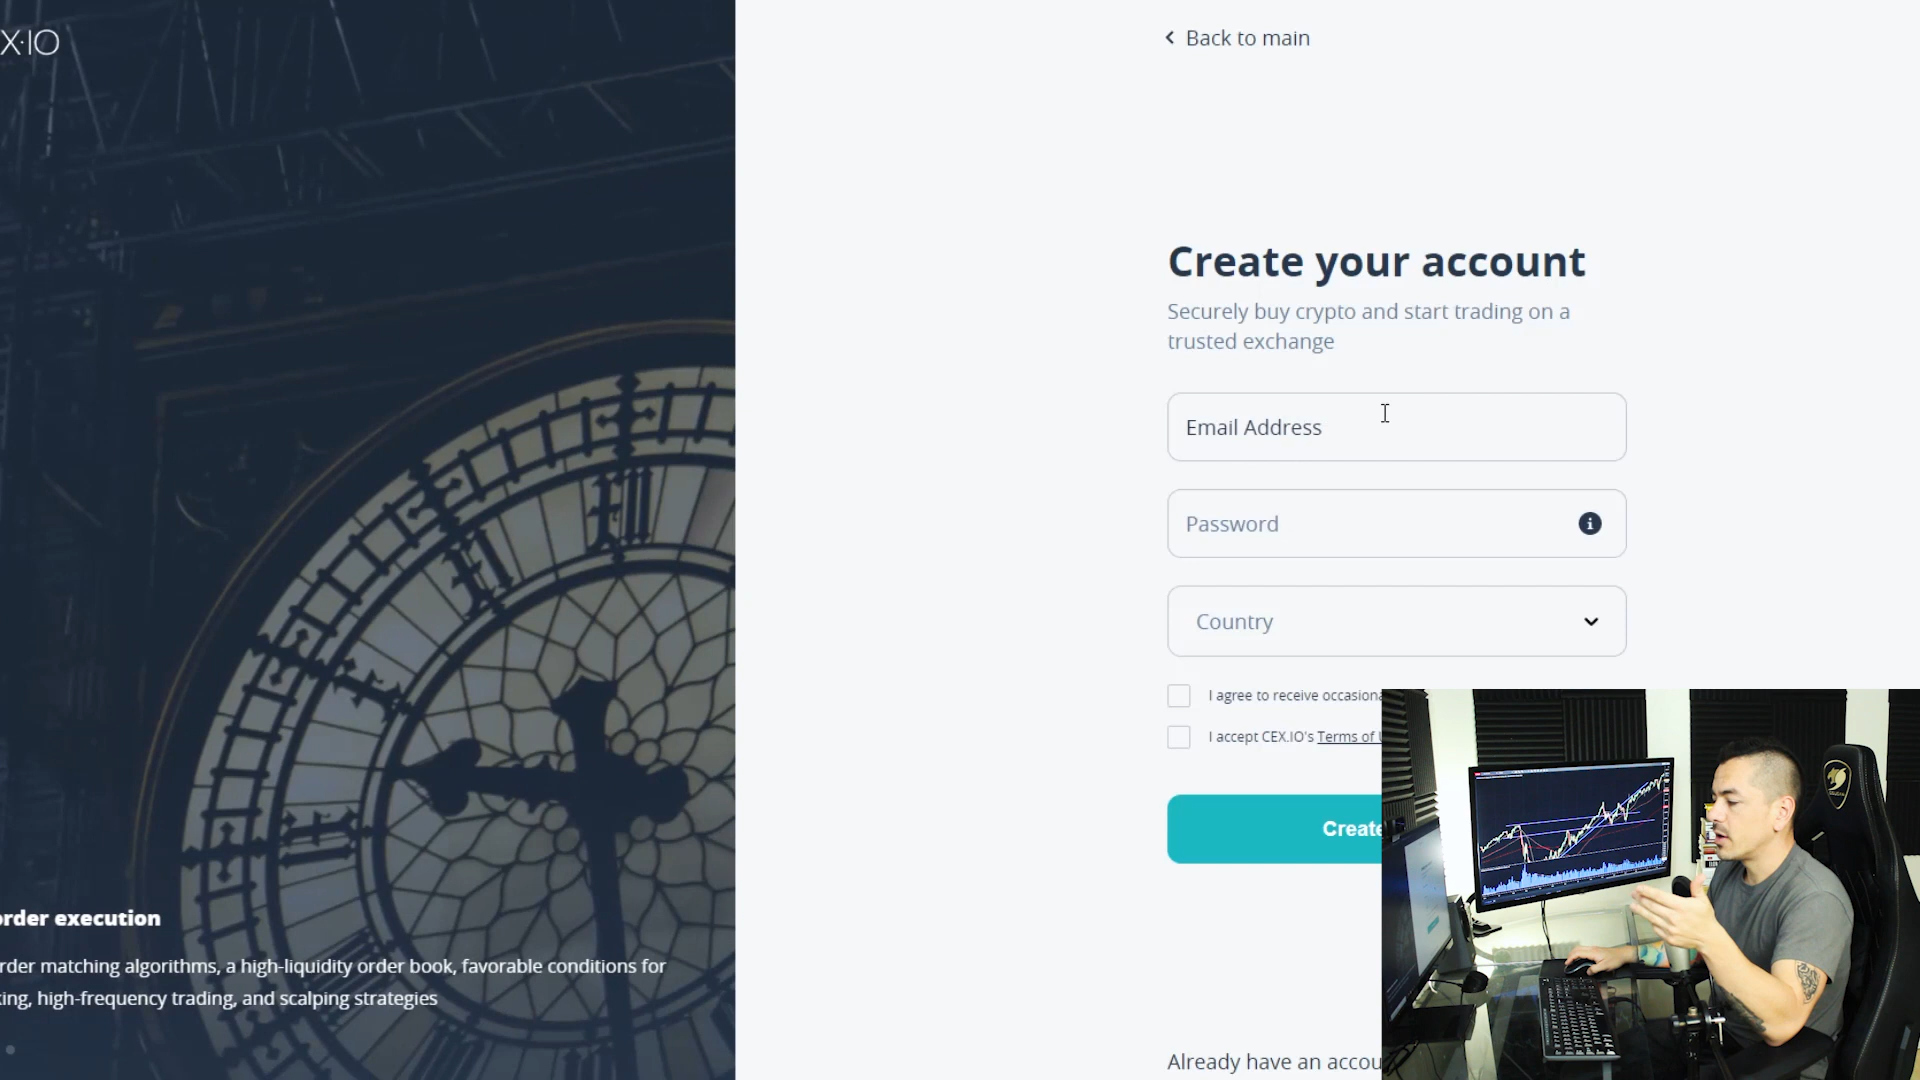 X·IO
Back to main
Create your account
Securely buy crypto and start trading on a
trusted exchange
Email Address
Password
Country
I agree to receive occasiona
I accept CEX.IO's Terms of U
Create
Already have an accou
order execution
rder matching algorithms, a high-liquidity order book, favorable conditions for
king, high-frequency trading, and scalping strategies